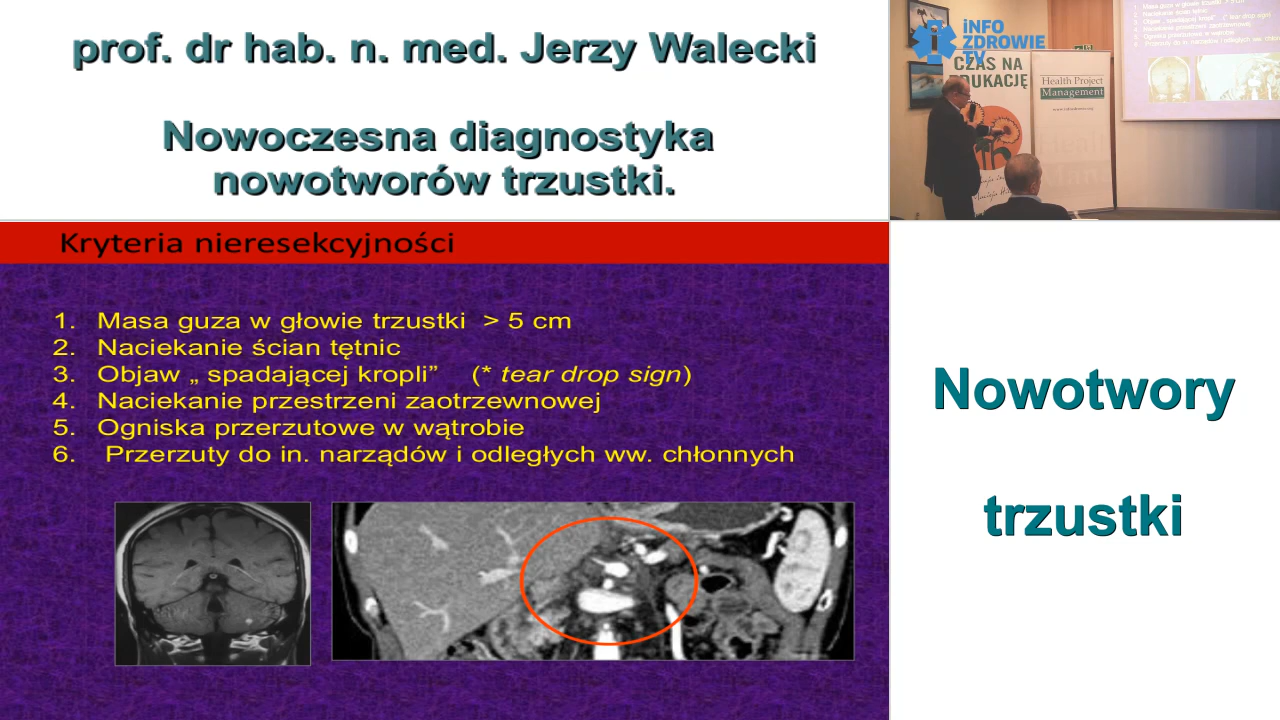 prof. dr hab. n. med. Jerzy Walecki
Nowoczesna diagnostyka
nowotworów trzustki.
iNFO
ZDROWIE
TV
CZAS NA
EDUKACJĘ
Health Project
Management
Kryteria nieresekcyjności
1. Masa guza w głowie trzustki > 5 cm
2. Naciekanie ścian tętnic
3. Objaw „ spadającej kropli” (* tear drop sign)
4. Naciekanie przestrzeni zaotrzewnowej
5. Ogniska przerzutowe w wątrobie
6. Przerzuty do in. narządów i odległych ww. chłonnych
Nowotwory
trzustki